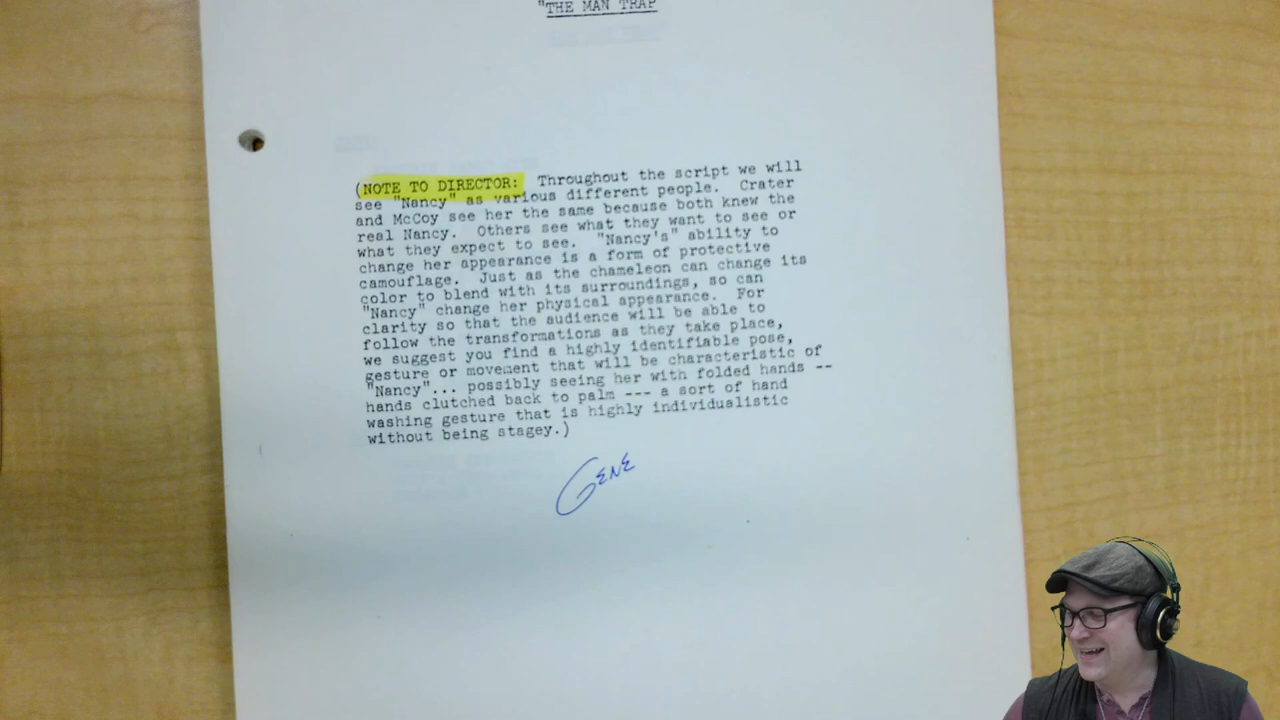 "THE MAN TRAP
(NOTE TO DIRECTOR: Throughout the script we will
see "Nancy" as various different people. Crater
and McCoy see her the same because both knew the
real Nancy. Others see what they want to see or
what they expect to see. "Nancy's" ability to
change her appearance is a form of protective
camouflage. Just as the chameleon can change its
color to blend with its surroundings, so can
"Nancy" change her physical appearance. For
clarity so that the audience will be able to
follow the transformations as they take place,
we suggest you find a highly identifiable pose,
gesture or movement that will be characteristic of
"Nancy"... possibly seeing her with folded hands --
hands clutched back to palm --- a sort of hand
washing gesture that is highly individualistic
without being stagey.)
GENE